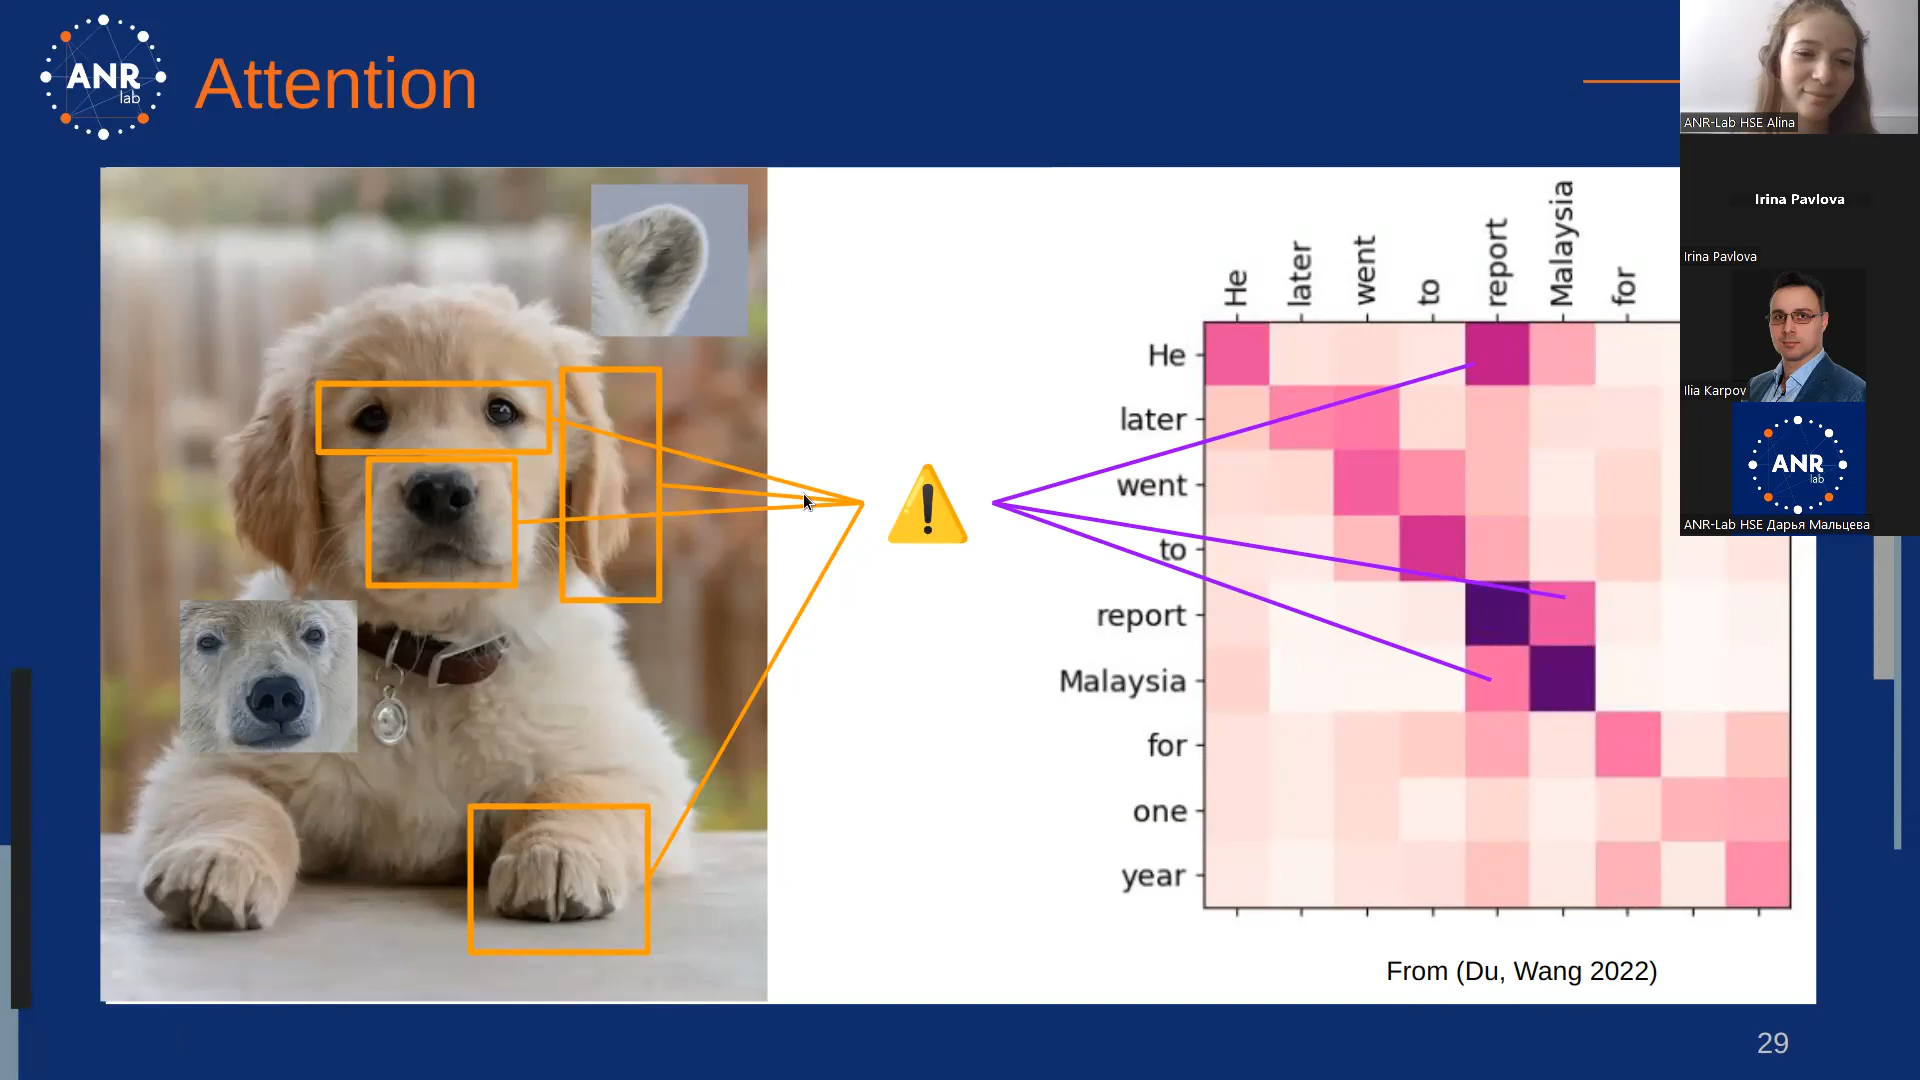 ANR
lab
Attention
He
later
went
to
report
Malaysia
for
He
later
went
to
report
Malaysia
for
one
year
From (Du, Wang 2022)
29
ANR-Lab HSE Alina
Irina Pavlova
Irina Pavlova
Ilia Karpov
ANR
lab
ANR-Lab HSE Дарья Мальцева